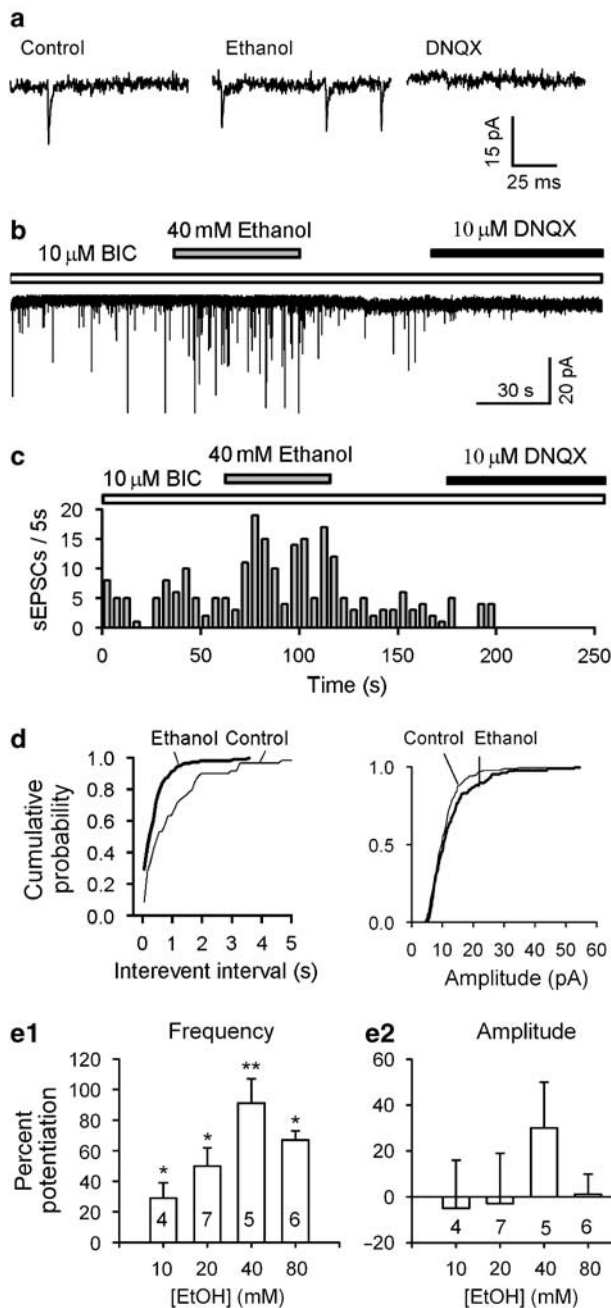 a
Control Ethanol DNQX
15 pA
25 ms
b
40 mM Ethanol
10 μM BIC 10 μM DNQX
30 s
20 pA
c
40 mM Ethanol
10 μM BIC 10 μM DNQX
sEPSCs / 5s
20
15
10
5
0
0 50 100 150 200 250
Time (s)
d
Ethanol Control
Cumulative
probability
1.0
0.8
0.6
0.4
0.2
0.0
0 1 2 3 4 5
Interevent interval (s)
Control Ethanol
1.0
0.5
0.0
0 10 20 30 40 50 60
Amplitude (pA)
e1 Frequency
Percent
potentiation
120
100
80
60
40
20
0
* * ** *
4 7 5 6
10 20 40 80
[EtOH] (mM)
e2 Amplitude
60
40
20
0
−20
4 7 5 6
10 20 40 80
[EtOH] (mM)